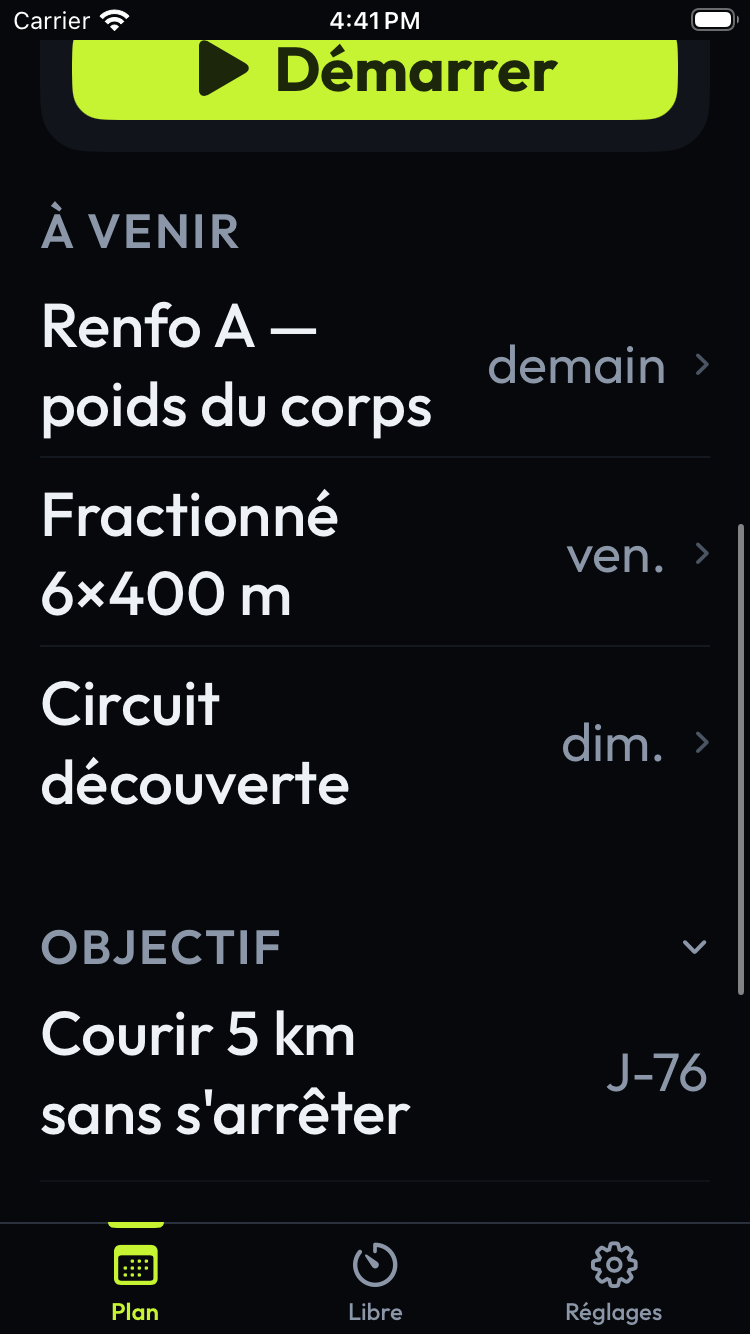 Carrier 4:41 PM
Démarrer
À VENIR
Renfo A —
poids du corps
demain
Fractionné
6×400 m
ven.
Circuit
découverte
dim.
OBJECTIF
Courir 5 km
sans s'arrêter
J-76
Plan Libre Réglages